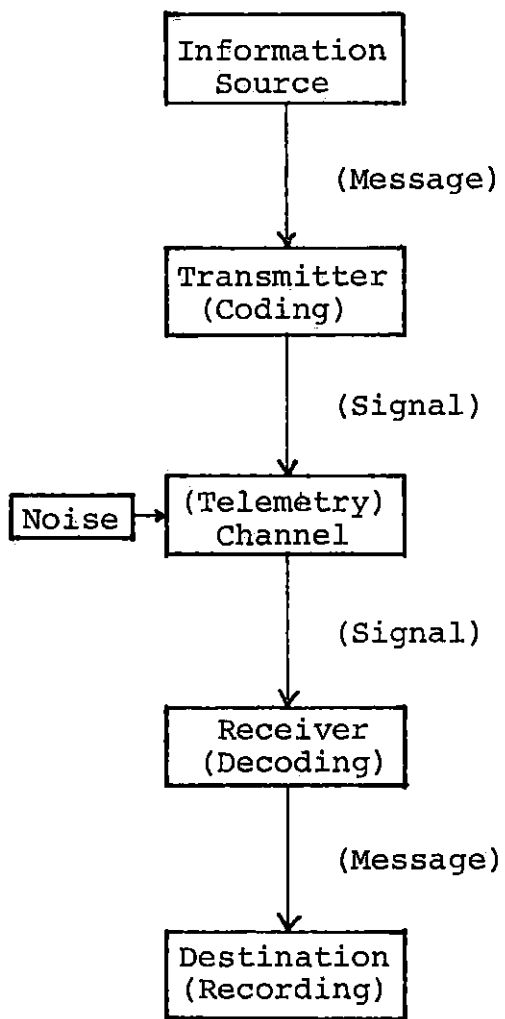 Information
Source
(Message)
Transmitter
(Coding)
(Signal)
Noise
(Telemetry)
Channel
(Signal)
Receiver
(Decoding)
(Message)
Destination
(Recording)